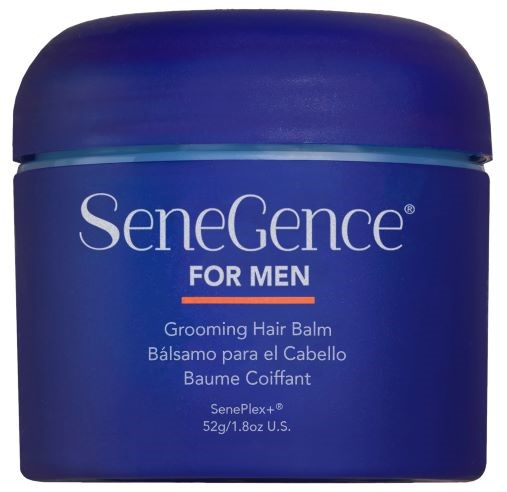 SENEGENCE®
FOR MEN
Grooming Hair Balm
Bálsamo para el Cabello
Baume Coiffant
SenePlex+®
52g/1.8oz U.S.